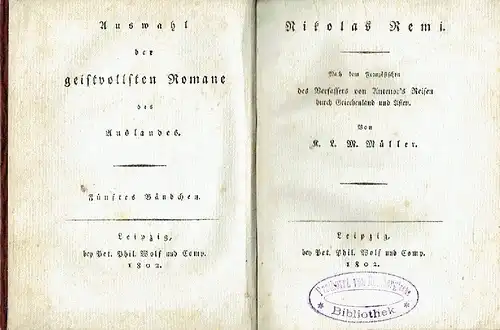 Auswahl
der
geistvollsten Romane
des
Auslandes.
Fünftes Bändchen.
Leipzig,
bey Pet. Phil. Wolf und Comp.
1802.
Nikolas Remi.
Nach dem Französischen
des Verfassers von Antenor's Reisen
durch Griechenland und Asien.
Von
K. L. M. Müller.
Leipzig,
bey Pet. Phil. Wolf und Comp.
1802.
* Bibliothek *